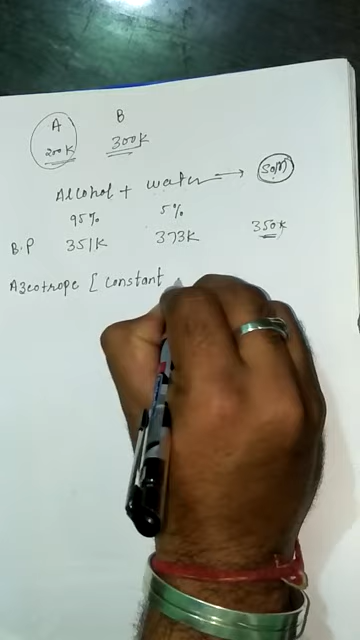 A B
200K 300K
Alcohol + water → Soln
95% 5%
B.P 351K 373K 350K
Azeotrope [ constant